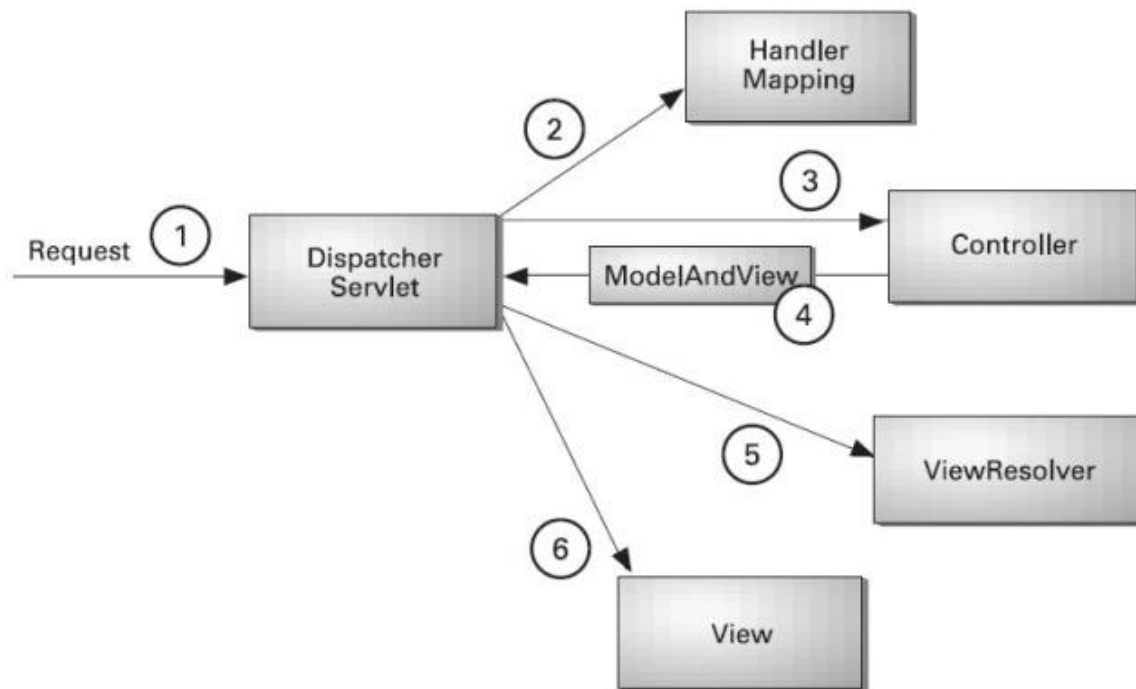 Handler
Mapping
2
3
Request
1
Dispatcher
Servlet
ModelAndView
Controller
4
5
ViewResolver
6
View